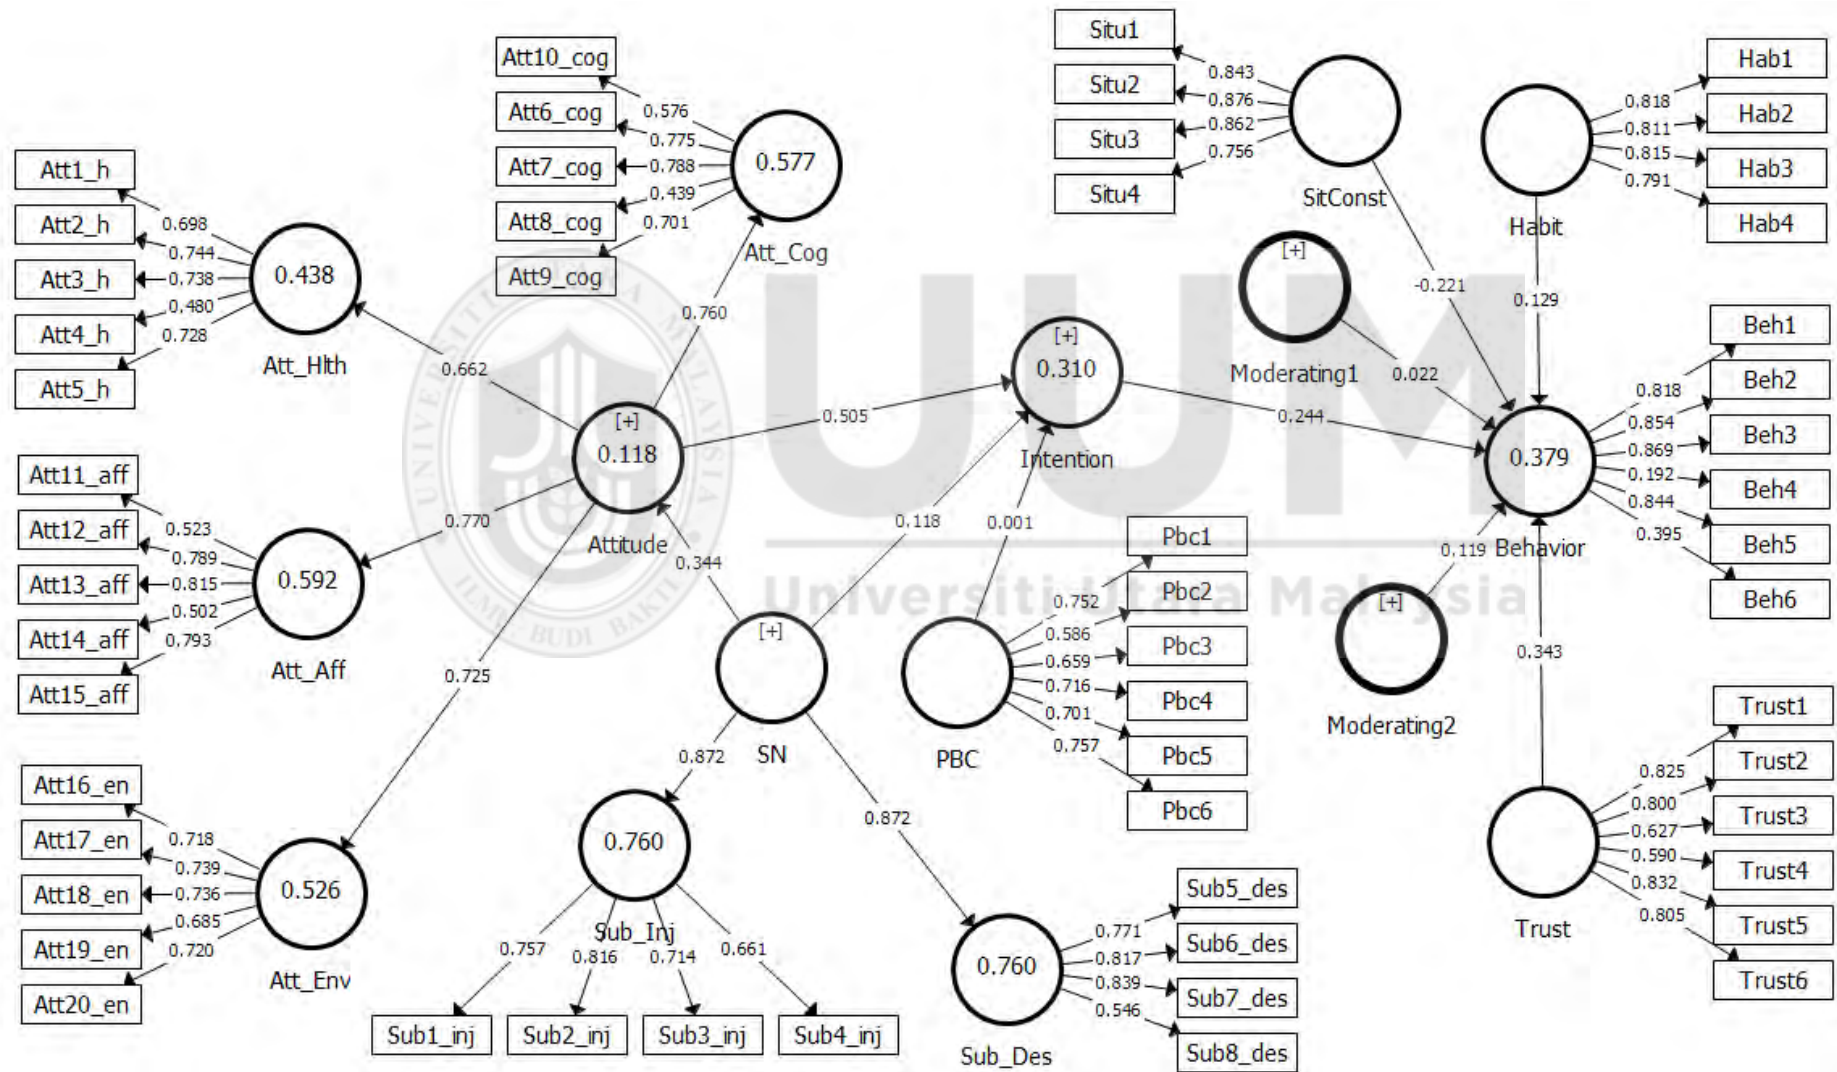 Att10_cog
Att6_cog
Att7_cog
Att8_cog
Att9_cog
0.576
0.775
0.788
0.439
0.701
0.577
Att_Cog
Situ1
Situ2
Situ3
Situ4
0.843
0.876
0.862
0.756
SitConst
Hab1
Hab2
Hab3
Hab4
0.818
0.811
0.815
0.791
Habit
Att1_h
Att2_h
Att3_h
Att4_h
Att5_h
0.698
0.744
0.738
0.480
0.728
0.438
Att_Hlth
0.662
0.760
[+]
0.118
Attitude
0.505
[+]
0.310
Intention
[+]
Moderating1
-0.221
0.129
0.022
0.244
0.379
Behavior
Beh1
Beh2
Beh3
Beh4
Beh5
Beh6
0.818
0.854
0.869
0.192
0.844
0.395
Att11_aff
Att12_aff
Att13_aff
Att14_aff
Att15_aff
0.523
0.789
0.815
0.502
0.793
0.592
Att_Aff
0.770
0.725
0.344
0.118
0.001
[+]
SN
PBC
Pbc1
Pbc2
Pbc3
Pbc4
Pbc5
Pbc6
0.752
0.586
0.659
0.716
0.701
0.757
0.119
[+]
Moderating2
0.343
Att16_en
Att17_en
Att18_en
Att19_en
Att20_en
0.718
0.739
0.736
0.685
0.720
0.526
Att_Env
0.872
0.872
0.760
Sub_Inj
0.757
0.816
0.714
0.661
Sub1_inj
Sub2_inj
Sub3_inj
Sub4_inj
0.760
Sub_Des
0.771
0.817
0.839
0.546
Sub5_des
Sub6_des
Sub7_des
Sub8_des
Trust
0.825
0.800
0.627
0.590
0.832
0.805
Trust1
Trust2
Trust3
Trust4
Trust5
Trust6
UUM
Universiti Utara Malaysia